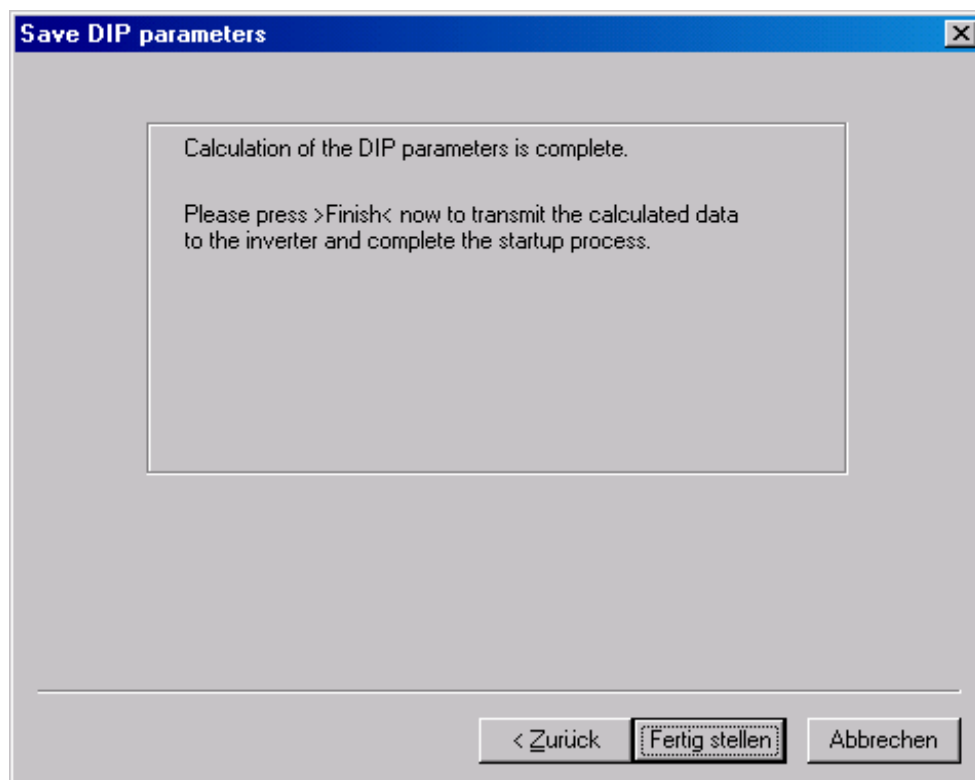 Save DIP parameters
Calculation of the DIP parameters is complete.
Please press >Finish< now to transmit the calculated data
to the inverter and complete the startup process.
< Zurück
Fertig stellen
Abbrechen